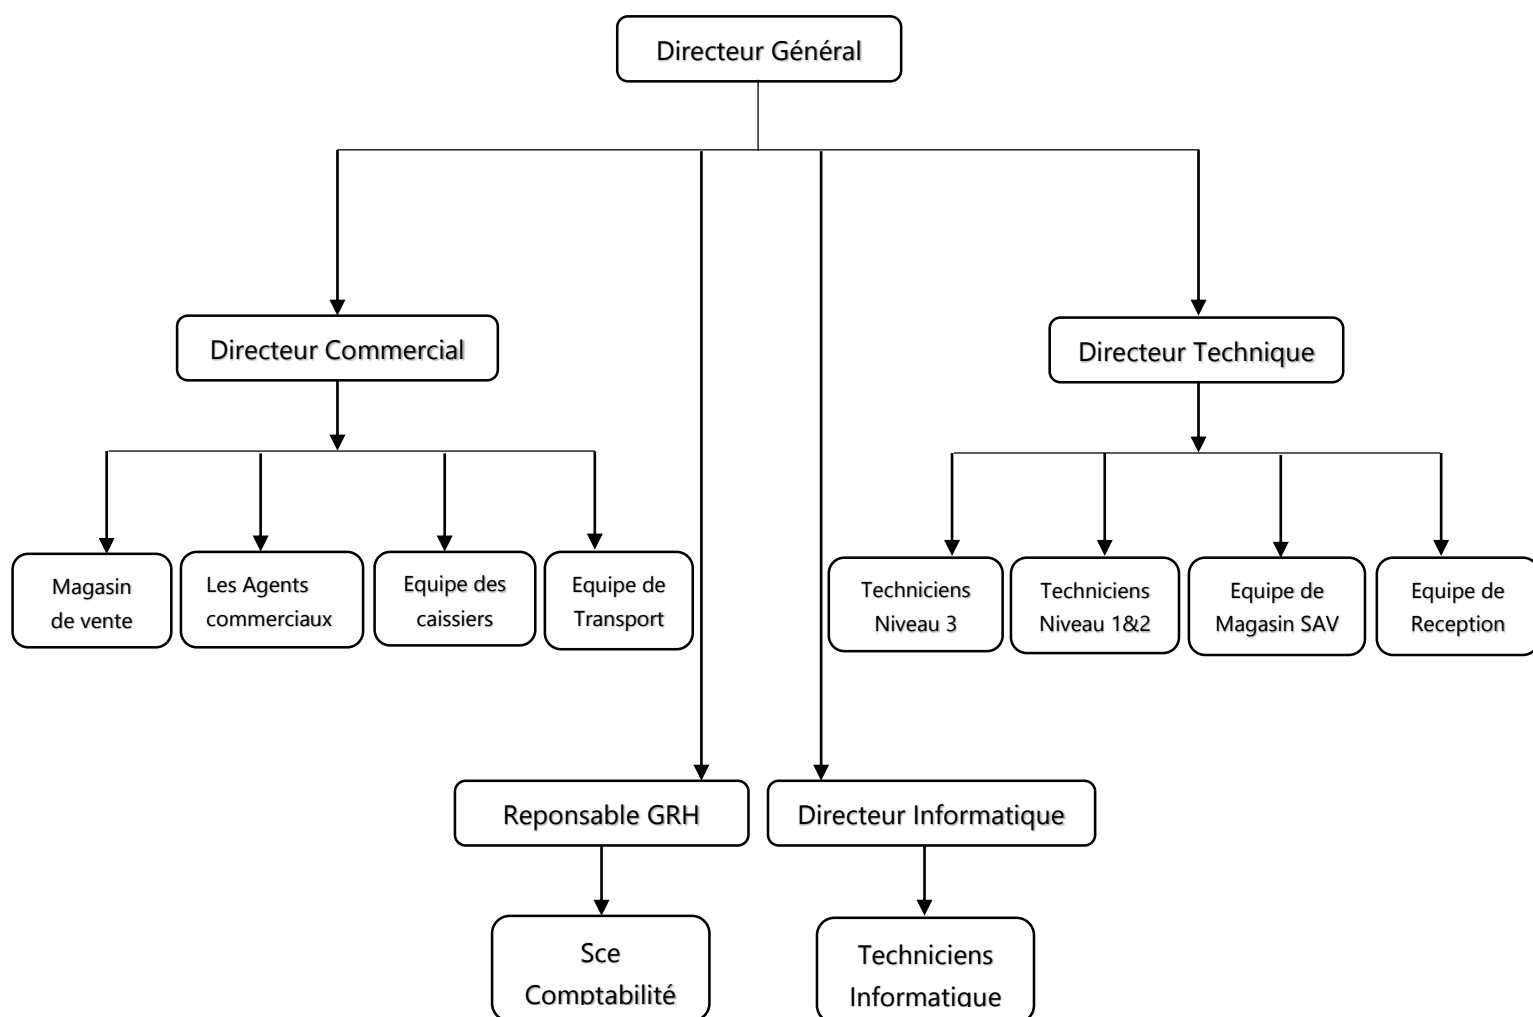 Directeur Général
Directeur Commercial
Directeur Technique
Magasin
de vente
Les Agents
commerciaux
Equipe des
caissiers
Equipe de
Transport
Techniciens
Niveau 3
Techniciens
Niveau 1&2
Equipe de
Magasin SAV
Equipe de
Reception
Reponsable GRH
Directeur Informatique
Sce
Comptabilité
Techniciens
Informatique